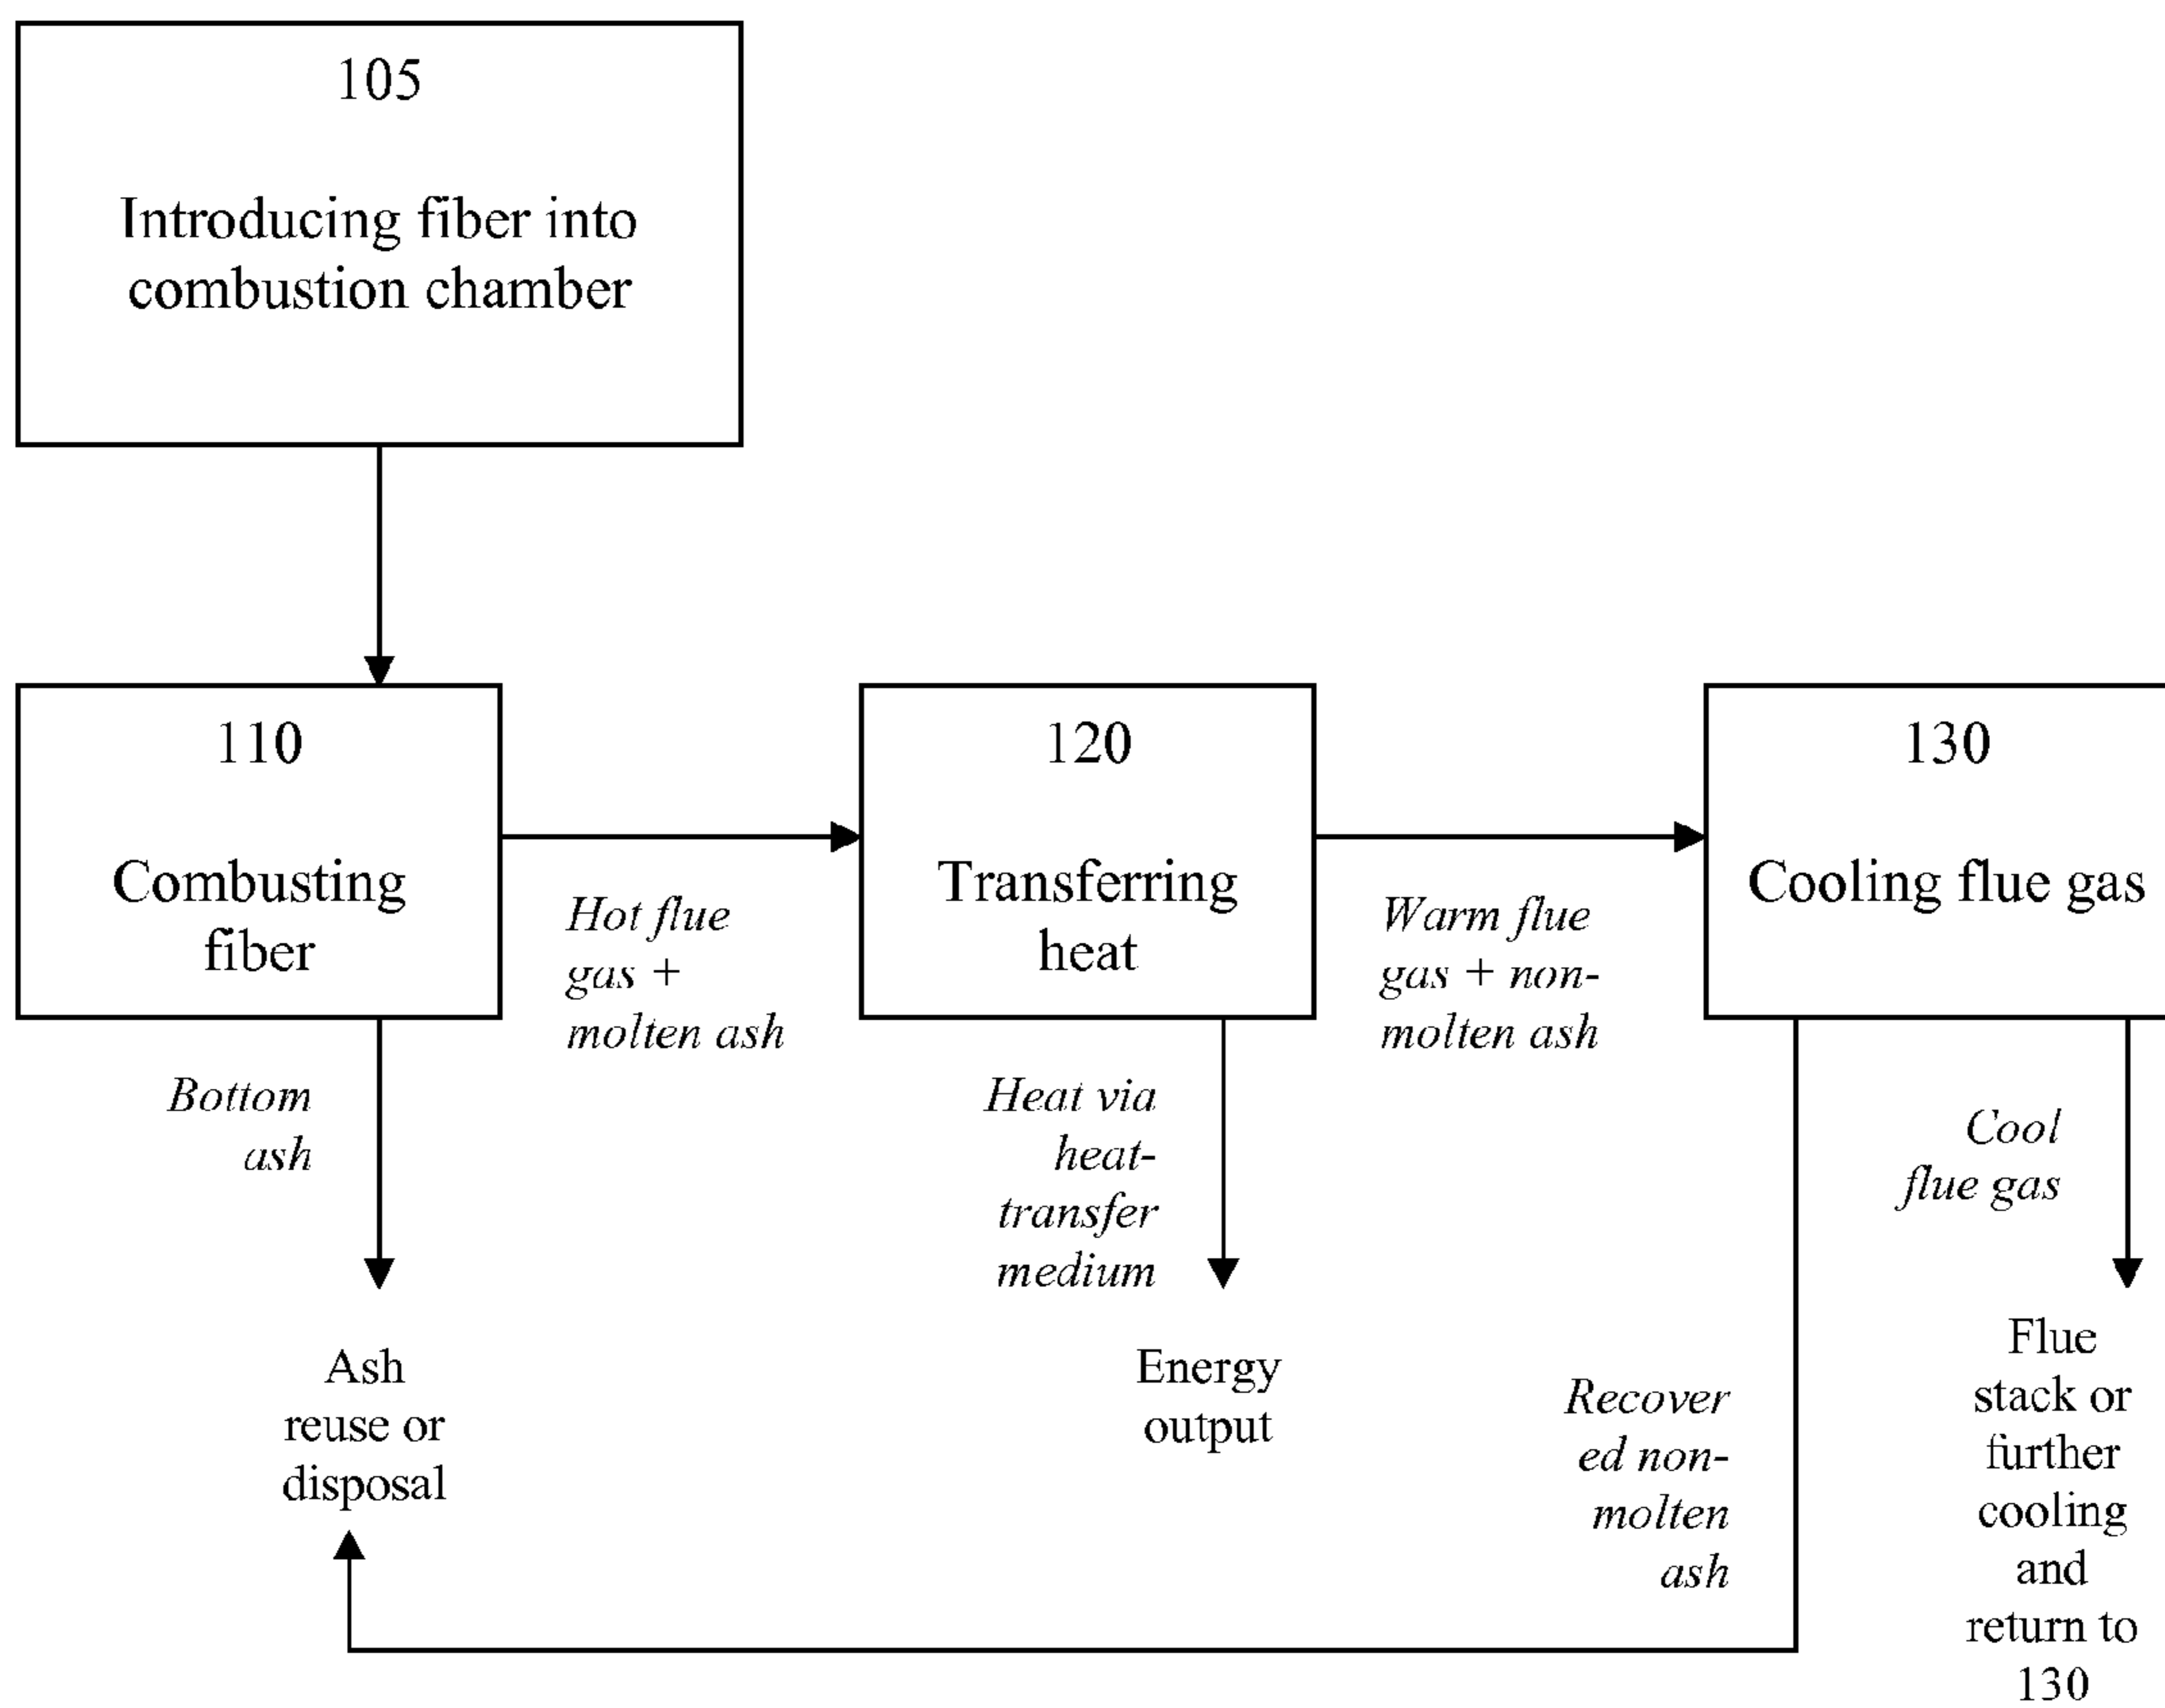 105
Introducing fiber into
combustion chamber
110
Combusting
fiber
Hot flue
gas +
molten ash
120
Transferring
heat
Warm flue
gas + non-
molten ash
130
Cooling flue gas
Bottom
ash
Heat via
heat-
transfer
medium
Cool
flue gas
Ash
reuse or
disposal
Energy
output
Recover
ed non-
molten
ash
Flue
stack or
further
cooling
and
return to
130